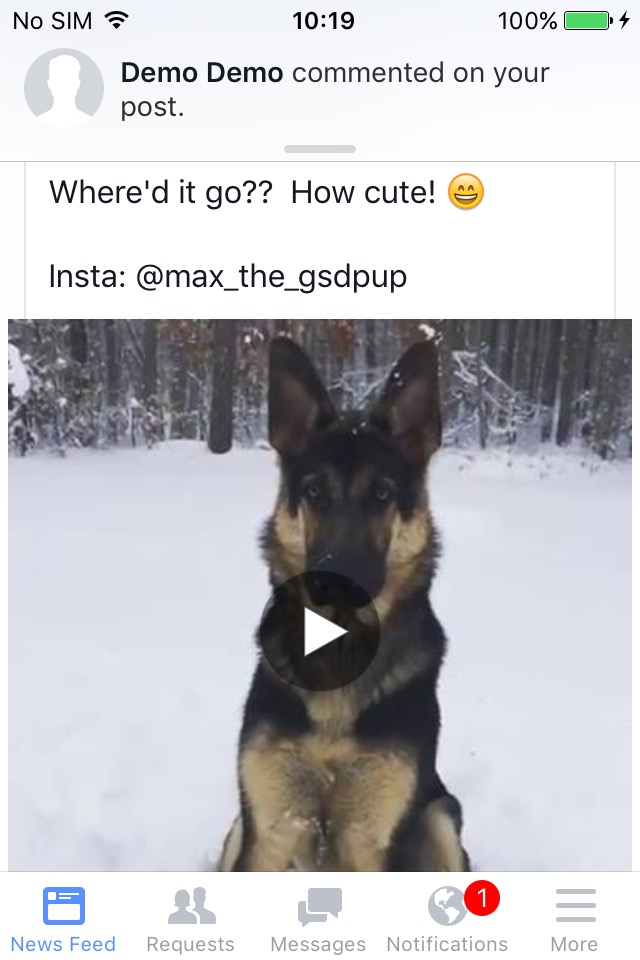 No SIM 10:19 100%
Demo Demo commented on your
post.
Where'd it go?? How cute! 😄
Insta: @max_the_gsdpup
1
News Feed Requests Messages Notifications More